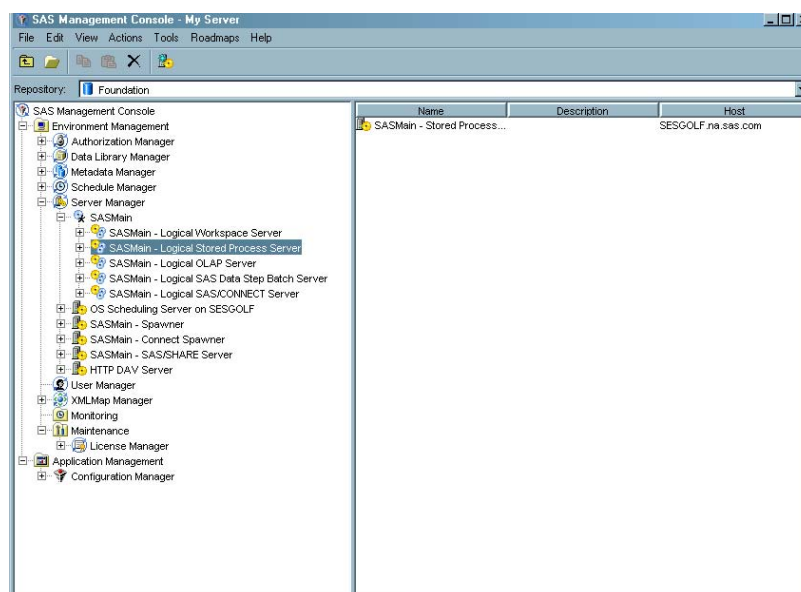 SAS Management Console - My Server
File Edit View Actions Tools Roadmaps Help
Repository: Foundation
SAS Management Console
Environment Management
Authorization Manager
Data Library Manager
Metadata Manager
Schedule Manager
Server Manager
SASMain
SASMain - Logical Workspace Server
SASMain - Logical Stored Process Server
SASMain - Logical OLAP Server
SASMain - Logical SAS Data Step Batch Server
SASMain - Logical SAS/CONNECT Server
OS Scheduling Server on SESGOLF
SASMain - Spawner
SASMain - Connect Spawner
SASMain - SAS/SHARE Server
HTTP DAV Server
User Manager
XMLMap Manager
Monitoring
Maintenance
License Manager
Application Management
Configuration Manager
Name Description Host
SASMain - Stored Process... SESGOLF.na.sas.com